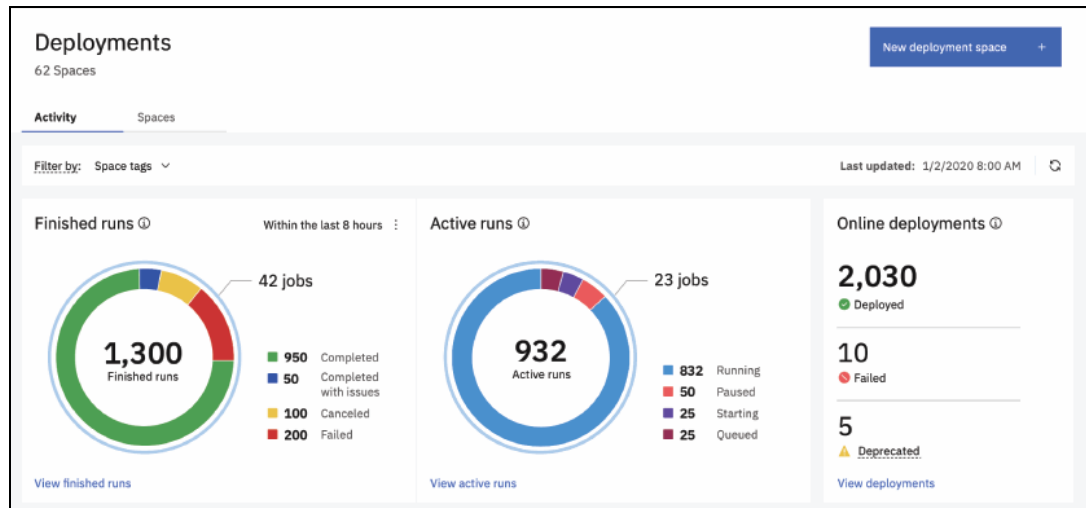 Deployments
62 Spaces
New deployment space +
Activity Spaces
Filter by: Space tags
Last updated: 1/2/2020 8:00 AM
Finished runs
Within the last 8 hours
42 jobs
1,300
Finished runs
950 Completed
50 Completed
with issues
100 Canceled
200 Failed
View finished runs
Active runs
23 jobs
932
Active runs
832 Running
50 Paused
25 Starting
25 Queued
View active runs
Online deployments
2,030
Deployed
10
Failed
5
Deprecated
View deployments